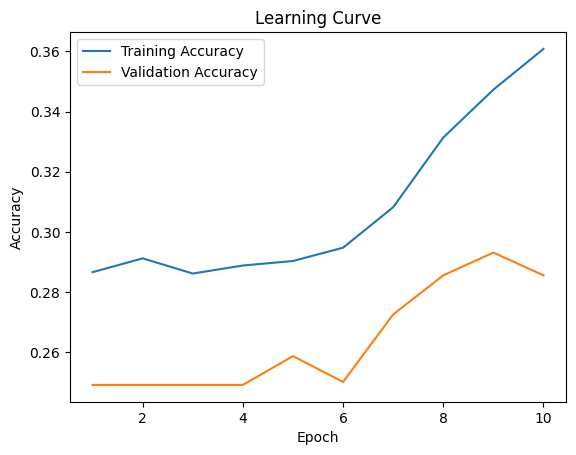 Learning Curve
Training Accuracy
Validation Accuracy
0.36
0.34
0.32
0.30
0.28
0.26
Accuracy
2 4 6 8 10
Epoch